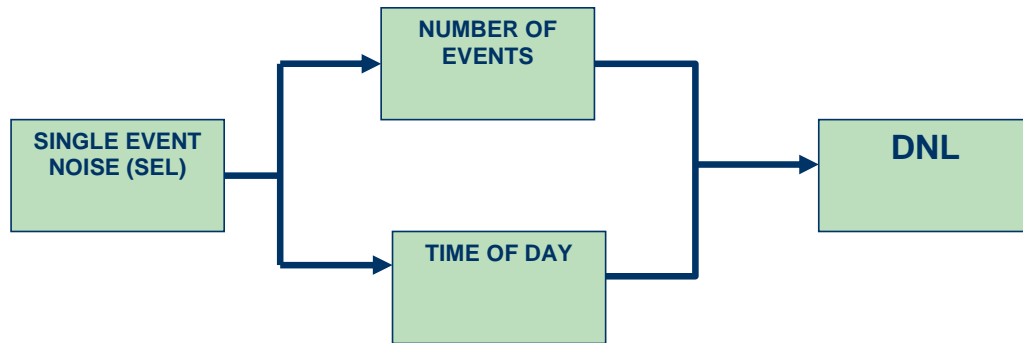 NUMBER OF
EVENTS
SINGLE EVENT
NOISE (SEL)
DNL
TIME OF DAY